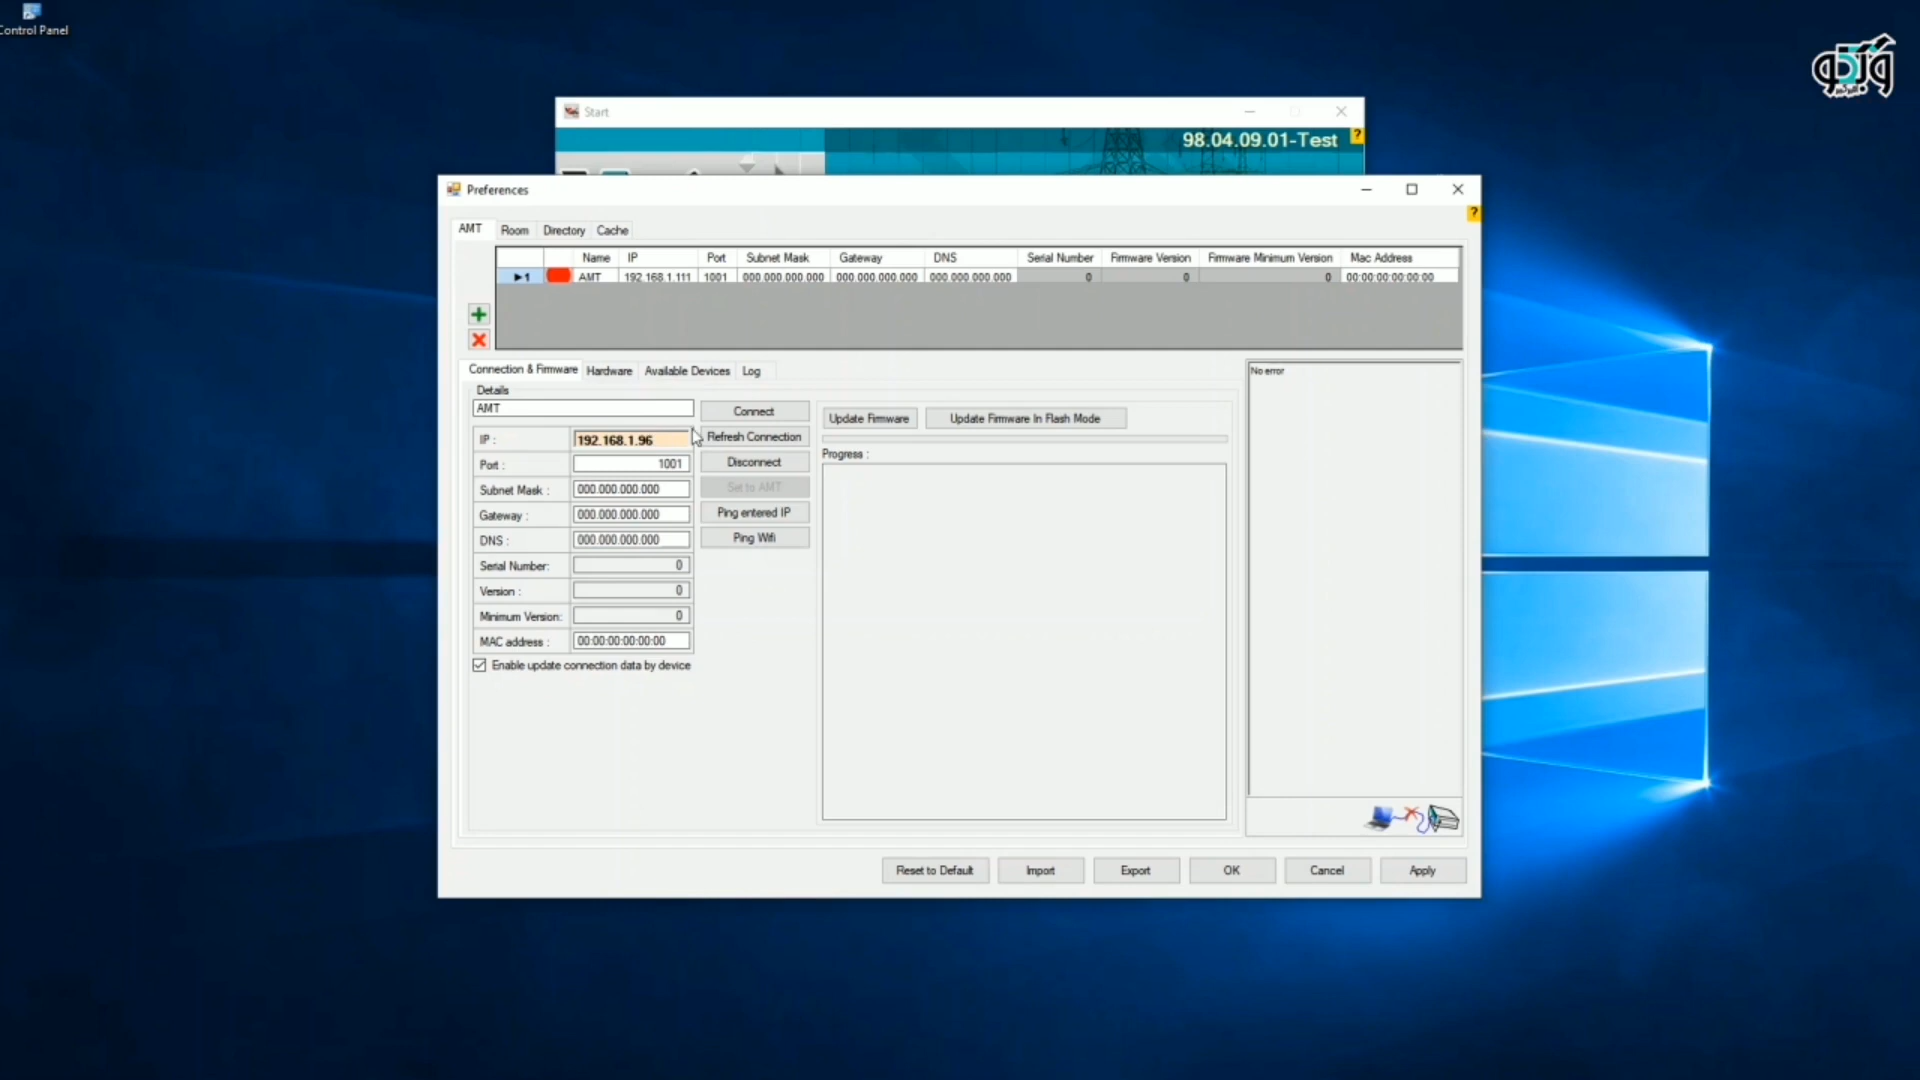 Control Panel
وبکو
Start
98.04.09.01-Test
?
Preferences
?
AMT Room Directory Cache
Name IP Port Subnet Mask Gateway DNS Serial Number Firmware Version Firmware Minimum Version Mac Address
1 AMT 192.168.1.111 1001 000.000.000.000 000.000.000.000 000.000.000.000 0 0 0 00:00:00:00:00:00
Connection & Firmware Hardware Available Devices Log
No error
Details
AMT
Connect
Update Firmware
Update Firmware In Flash Mode
IP : 192.168.1.96
Refresh Connection
Progress :
Port : 1001
Disconnect
Subnet Mask : 000.000.000.000
Set to AMT
Gateway : 000.000.000.000
Ping entered IP
DNS : 000.000.000.000
Ping Wifi
Serial Number: 0
Version : 0
Minimum Version: 0
MAC address : 00:00:00:00:00:00
Enable update connection data by device
Reset to Default Import Export OK Cancel Apply